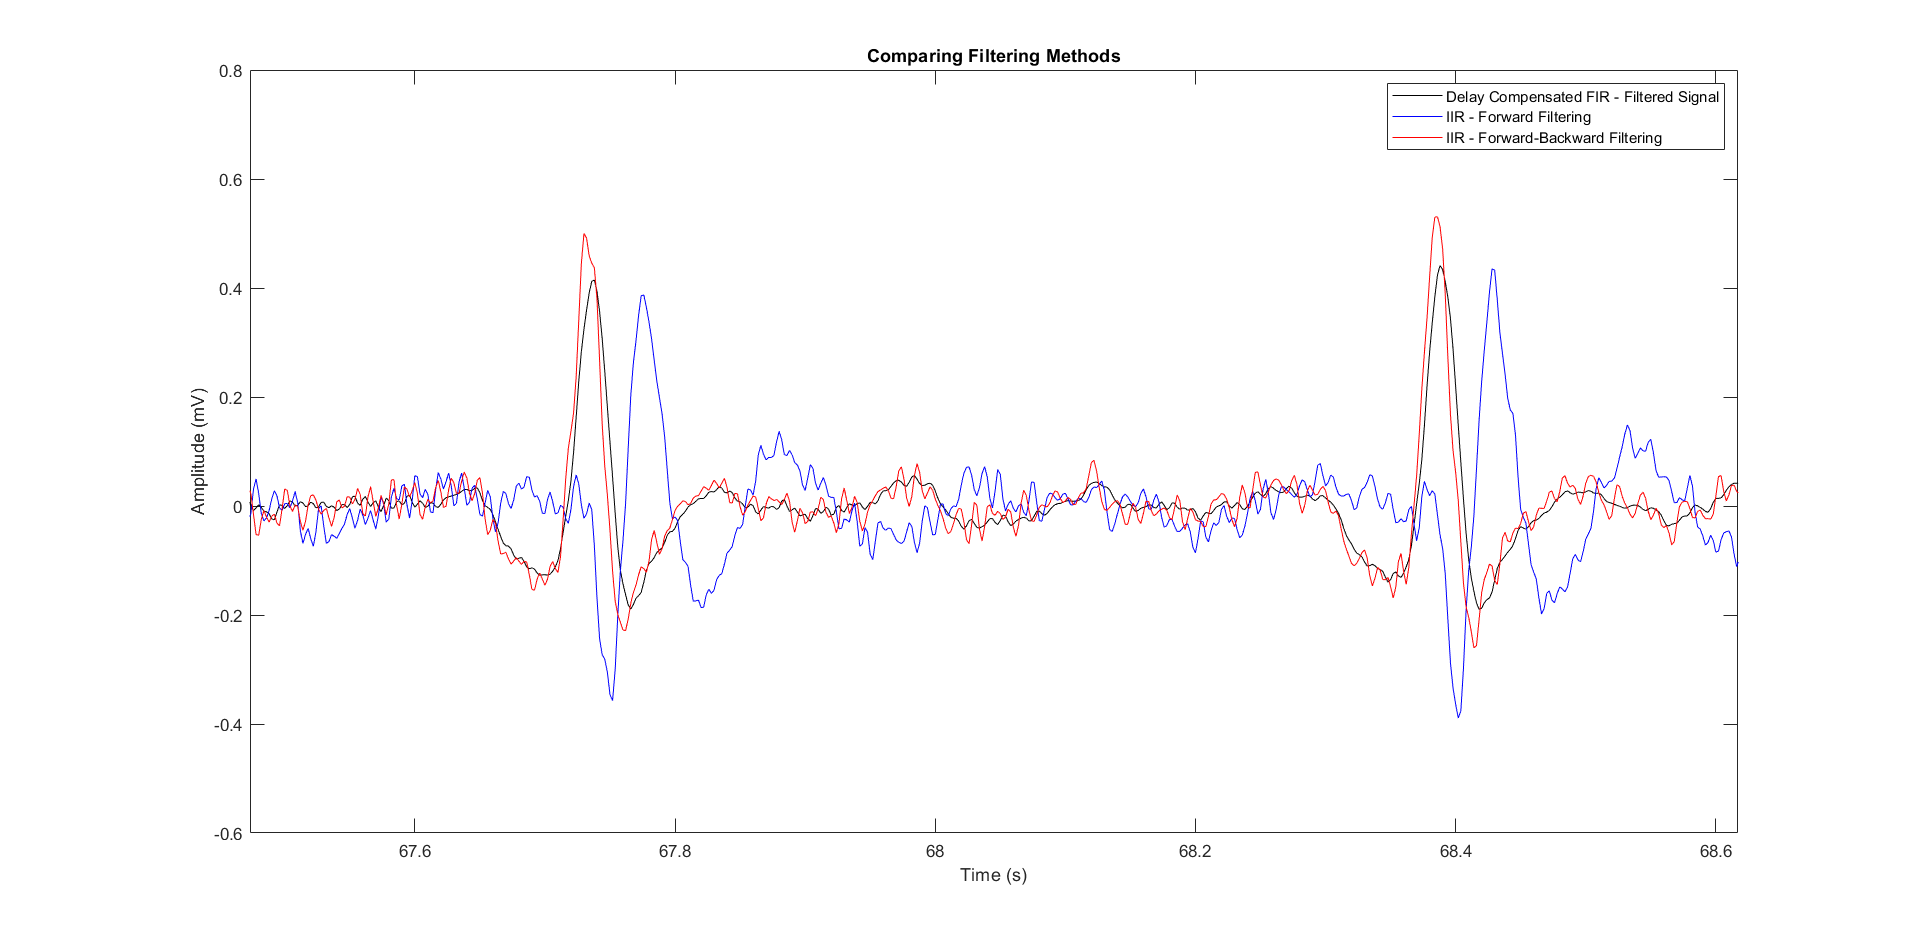 Comparing Filtering Methods
Delay Compensated FIR - Filtered Signal
IIR - Forward Filtering
IIR - Forward-Backward Filtering
0.8
0.6
0.4
0.2
0
-0.2
-0.4
-0.6
Amplitude (mV)
67.6 67.8 68 68.2 68.4 68.6
Time (s)